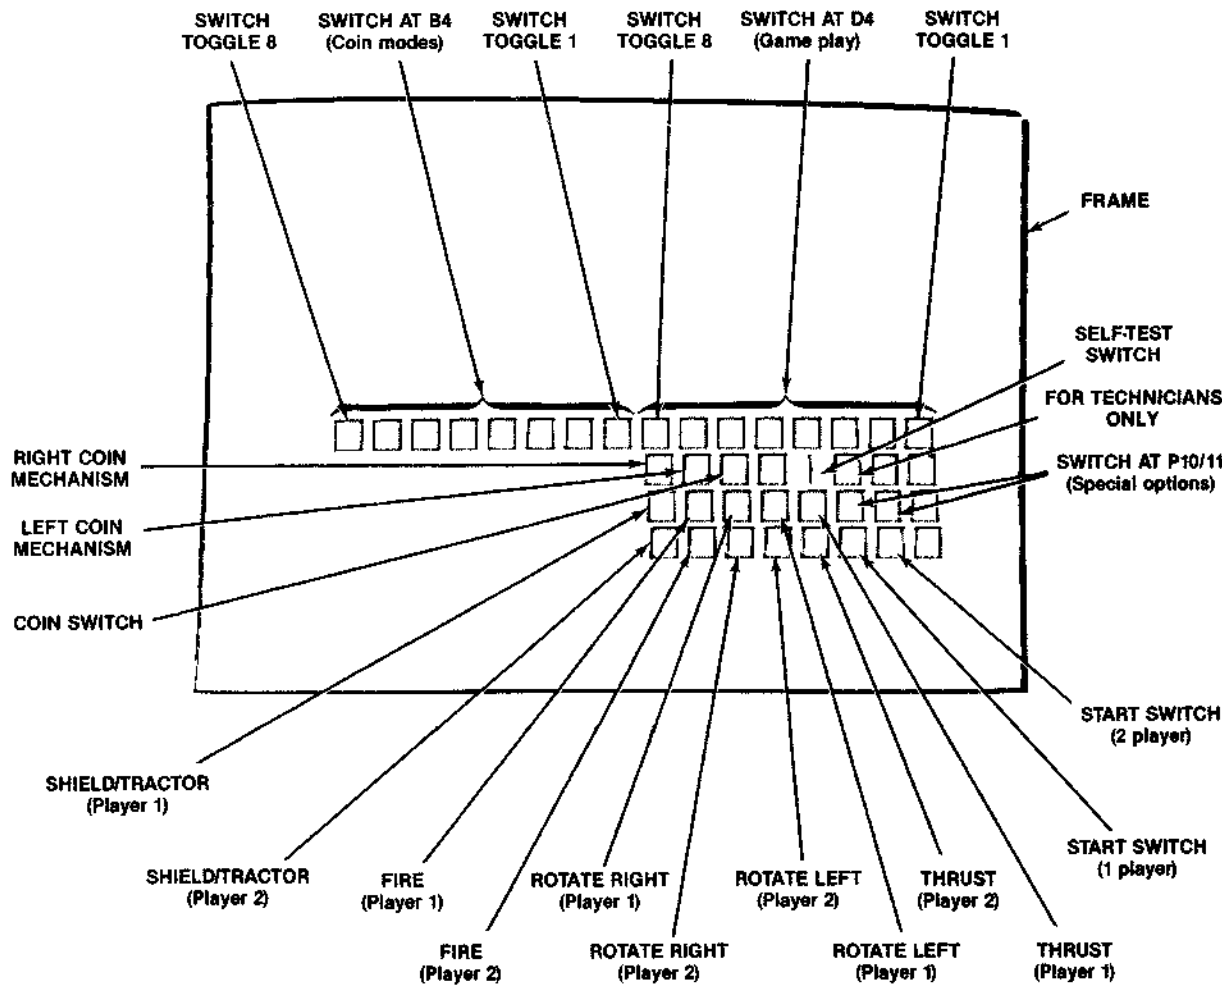 SWITCH
TOGGLE 8
SWITCH AT B4
(Coin modes)
SWITCH
TOGGLE 1
SWITCH
TOGGLE 8
SWITCH AT D4
(Game play)
SWITCH
TOGGLE 1
FRAME
SELF-TEST
SWITCH
FOR TECHNICIANS
ONLY
SWITCH AT P10/11
(Special options)
RIGHT COIN
MECHANISM
LEFT COIN
MECHANISM
COIN SWITCH
START SWITCH
(2 player)
SHIELD/TRACTOR
(Player 1)
START SWITCH
(1 player)
SHIELD/TRACTOR
(Player 2)
FIRE
(Player 1)
ROTATE RIGHT
(Player 1)
ROTATE LEFT
(Player 2)
THRUST
(Player 2)
FIRE
(Player 2)
ROTATE RIGHT
(Player 2)
ROTATE LEFT
(Player 1)
THRUST
(Player 1)